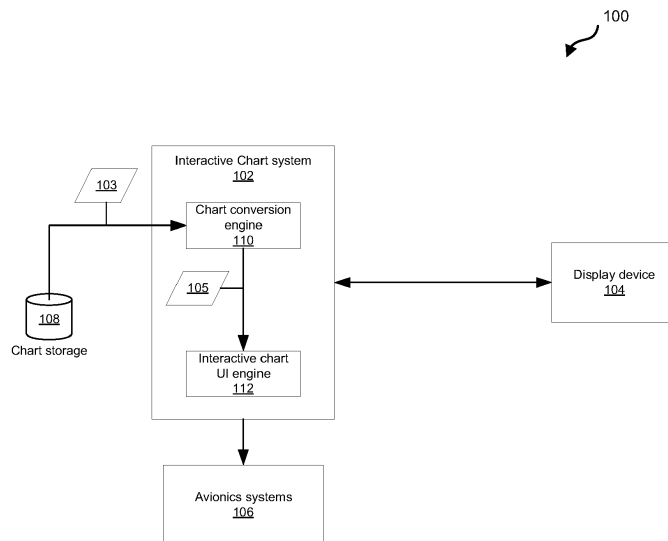 100
Interactive Chart system
102
103
Chart conversion
engine
110
105
Display device
104
108
Chart storage
Interactive chart
UI engine
112
Avionics systems
106